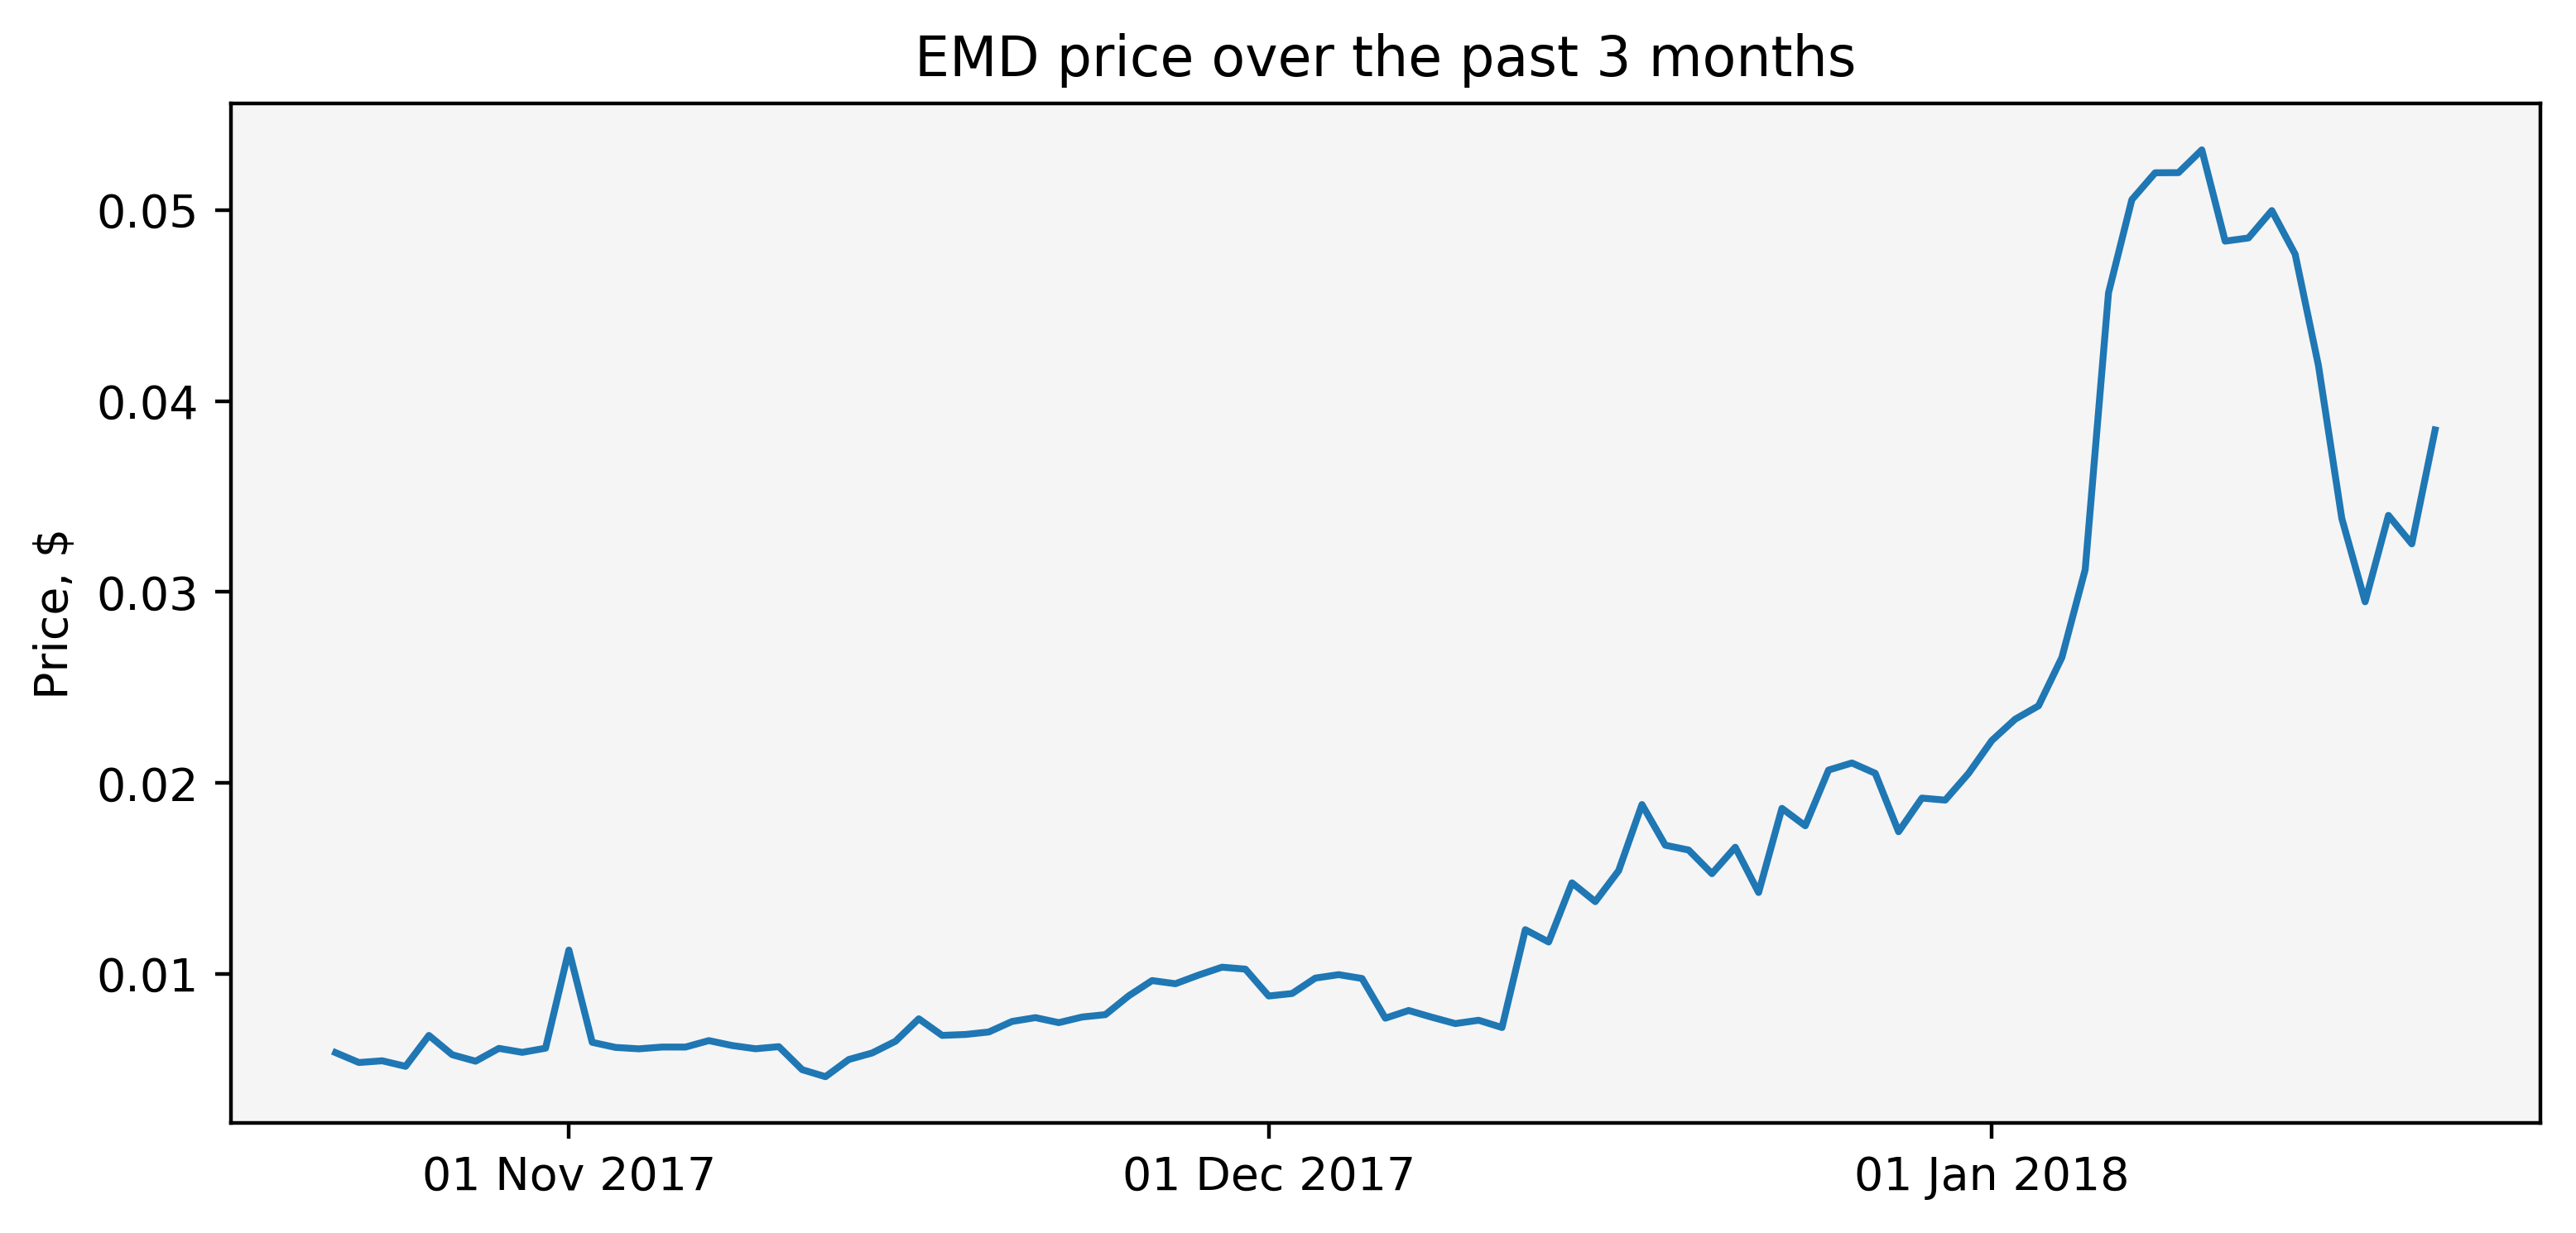 EMD price over the past 3 months
Price, $
0.05
0.04
0.03
0.02
0.01
01 Nov 2017
01 Dec 2017
01 Jan 2018